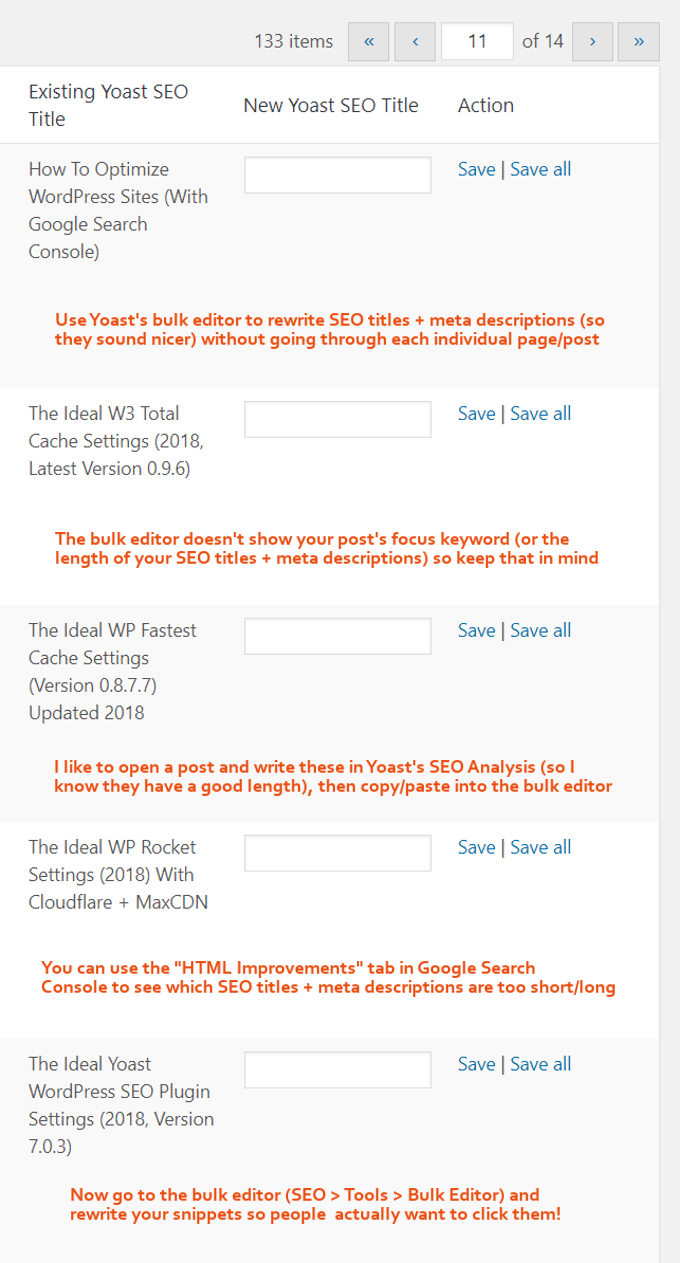 133 items « ‹ 11 of 14 › »
Existing Yoast SEO
Title
New Yoast SEO Title
Action
How To Optimize
WordPress Sites (With
Google Search
Console)
Save | Save all
Use Yoast's bulk editor to rewrite SEO titles + meta descriptions (so
they sound nicer) without going through each individual page/post
The Ideal W3 Total
Cache Settings (2018,
Latest Version 0.9.6)
Save | Save all
The bulk editor doesn't show your post's focus keyword (or the
length of your SEO titles + meta descriptions) so keep that in mind
The Ideal WP Fastest
Cache Settings
(Version 0.8.7.7)
Updated 2018
Save | Save all
I like to open a post and write these in Yoast's SEO Analysis (so I
know they have a good length), then copy/paste into the bulk editor
The Ideal WP Rocket
Settings (2018) With
Cloudflare + MaxCDN
Save | Save all
You can use the "HTML Improvements" tab in Google Search
Console to see which SEO titles + meta descriptions are too short/long
The Ideal Yoast
WordPress SEO Plugin
Settings (2018, Version
7.0.3)
Save | Save all
Now go to the bulk editor (SEO > Tools > Bulk Editor) and
rewrite your snippets so people  actually want to click them!